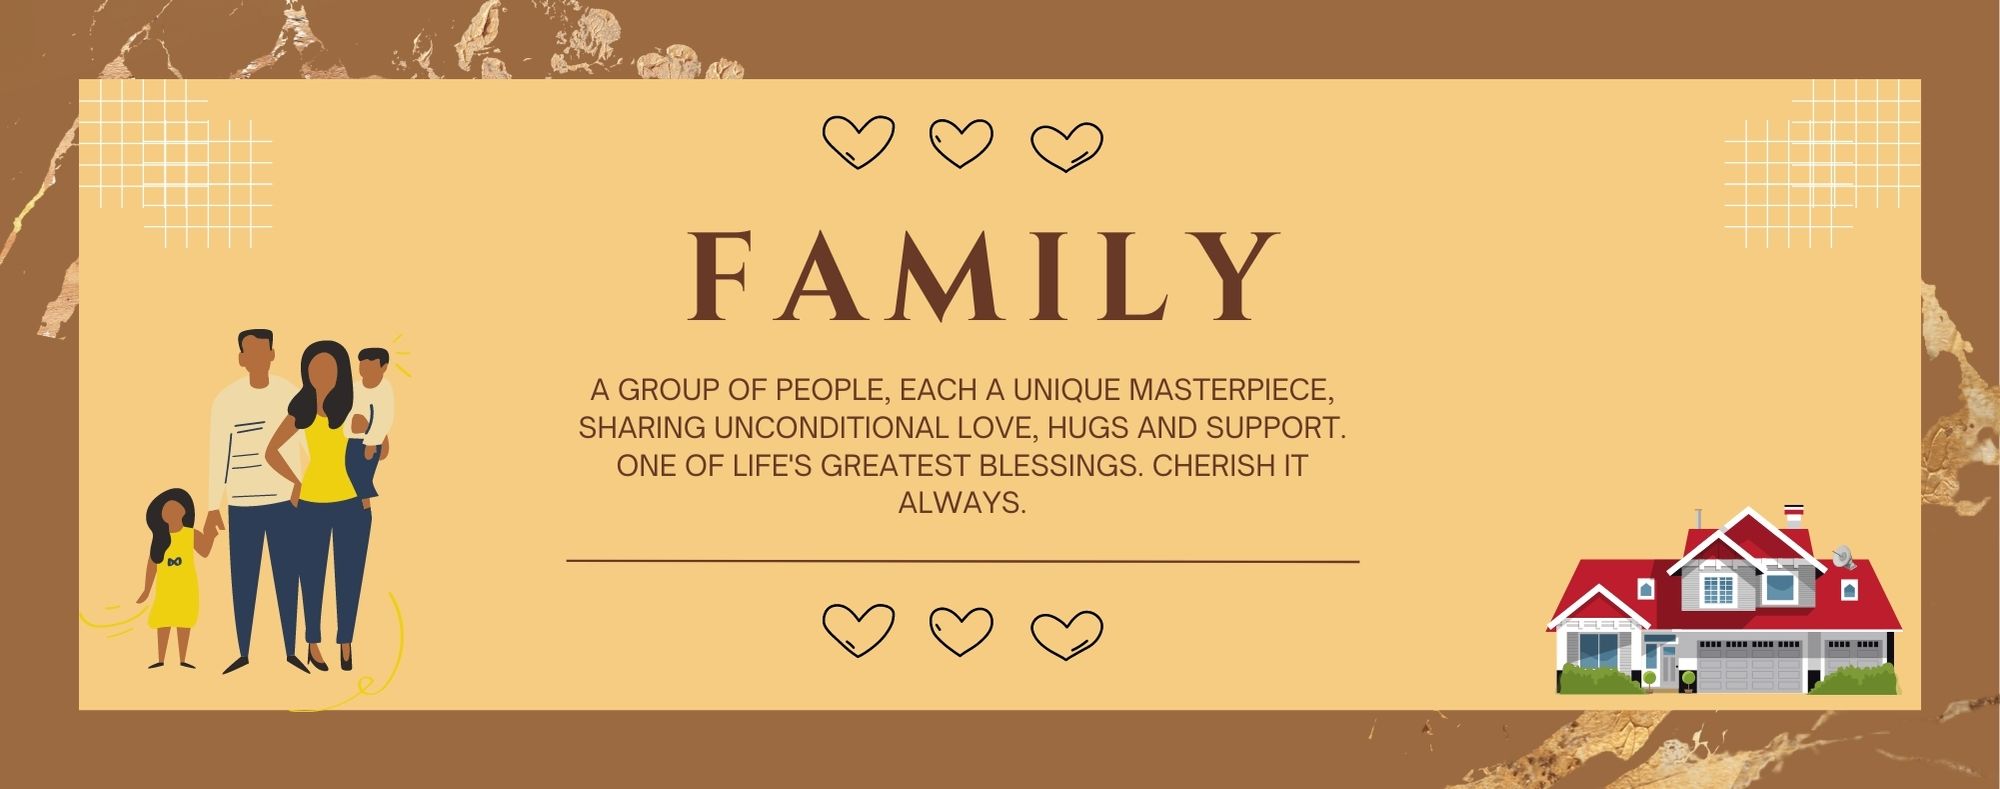 FAMILY
A GROUP OF PEOPLE, EACH A UNIQUE MASTERPIECE,
SHARING UNCONDITIONAL LOVE, HUGS AND SUPPORT.
ONE OF LIFE'S GREATEST BLESSINGS. CHERISH IT
ALWAYS.